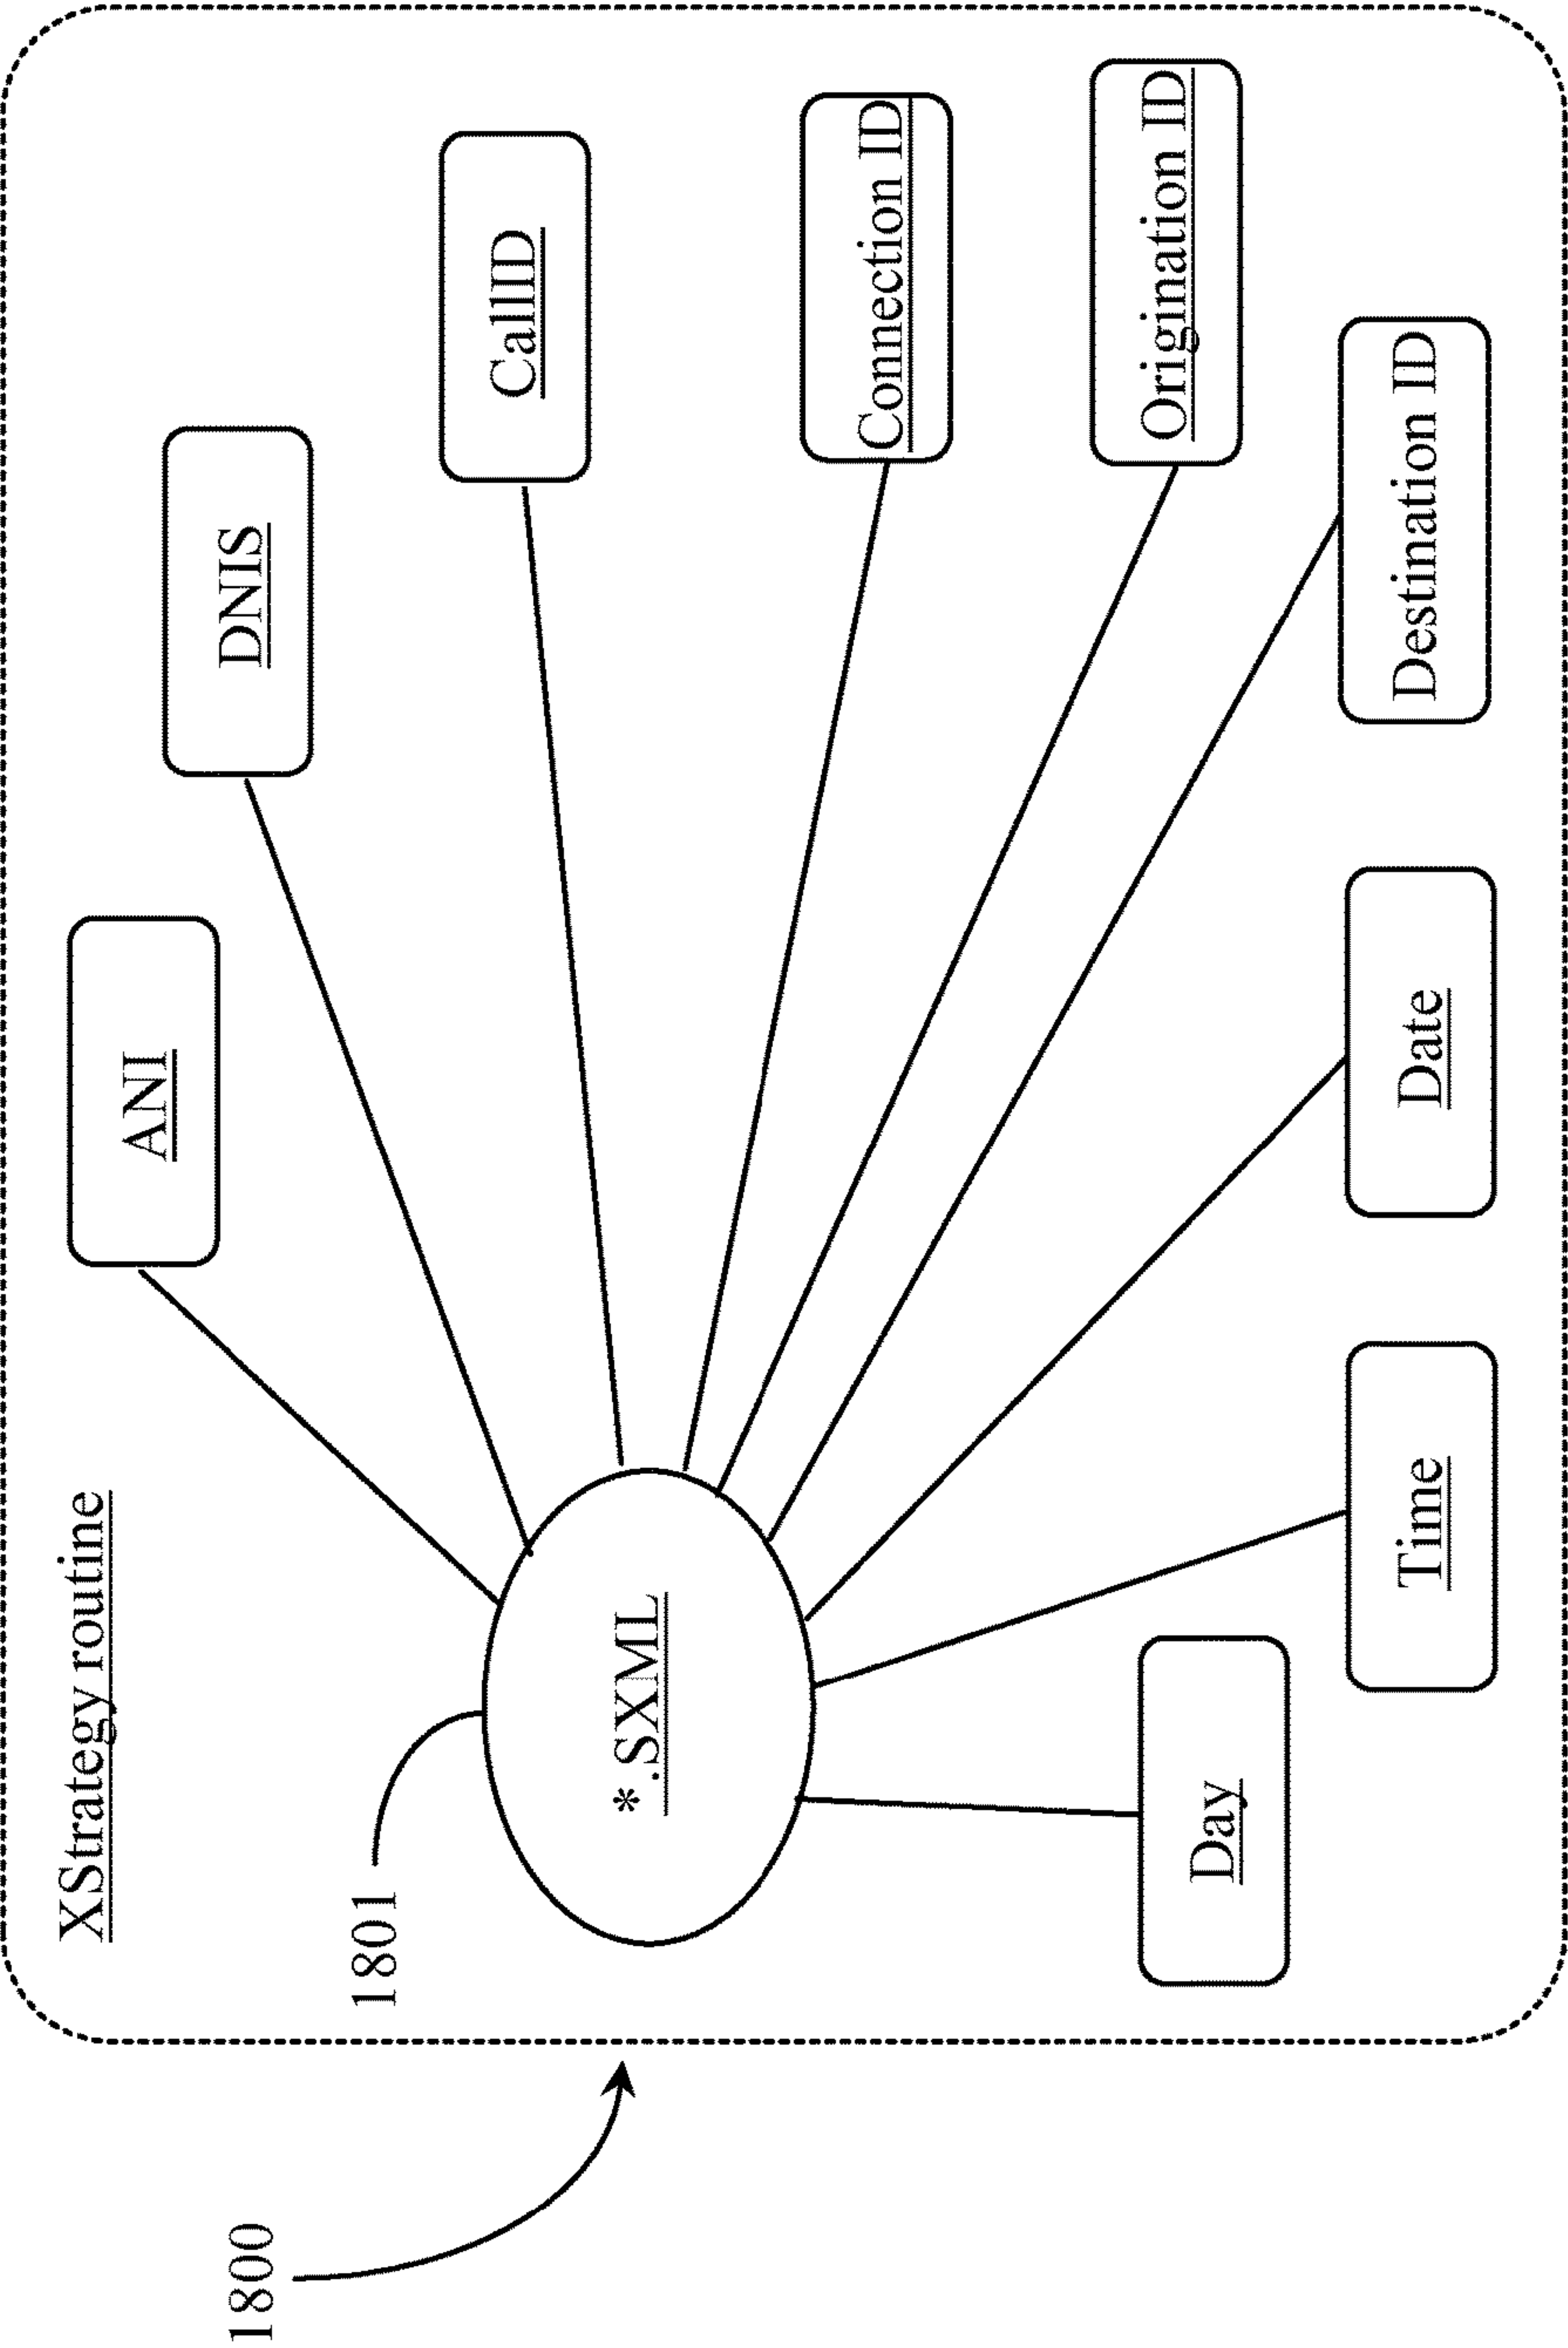 1800
XStrategy routine
1801
*.SXML
ANI
DNIS
CallID
Connection ID
Origination ID
Destination ID
Date
Time
Day